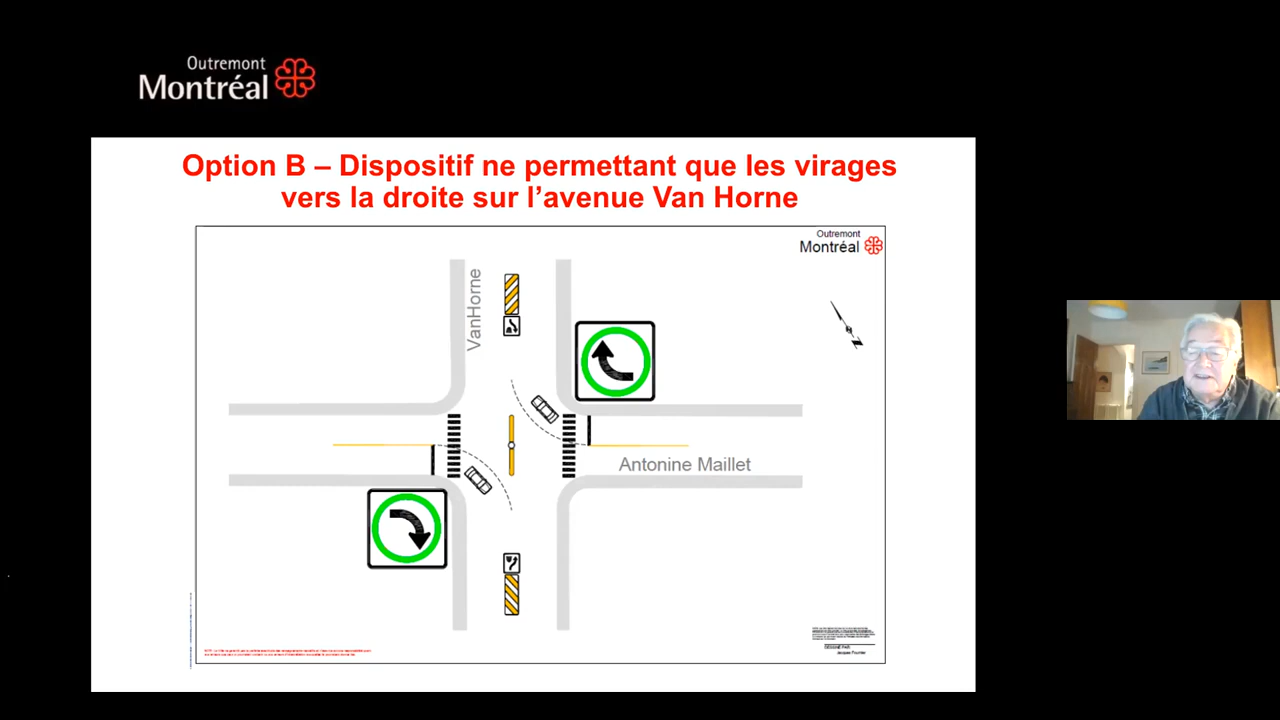 Outremont
Montréal
Option B – Dispositif ne permettant que les virages
vers la droite sur l’avenue Van Horne
Outremont
Montréal
VanHorne
N
Antonine Maillet